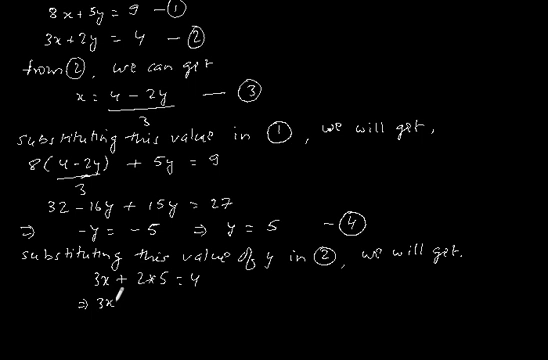 8x + 5y = 9 — ①
3x + 2y = 4 — ②
from ②, we can get
x = (4 - 2y)/3 — ③
substituting this value in ①, we will get,
8((4-2y)/3) + 5y = 9
32 - 16y + 15y = 27
⇒ -y = -5 ⇒ y = 5 — ④
substituting this value of y in ②, we will get.
3x + 2*5 = 4
⇒ 3x